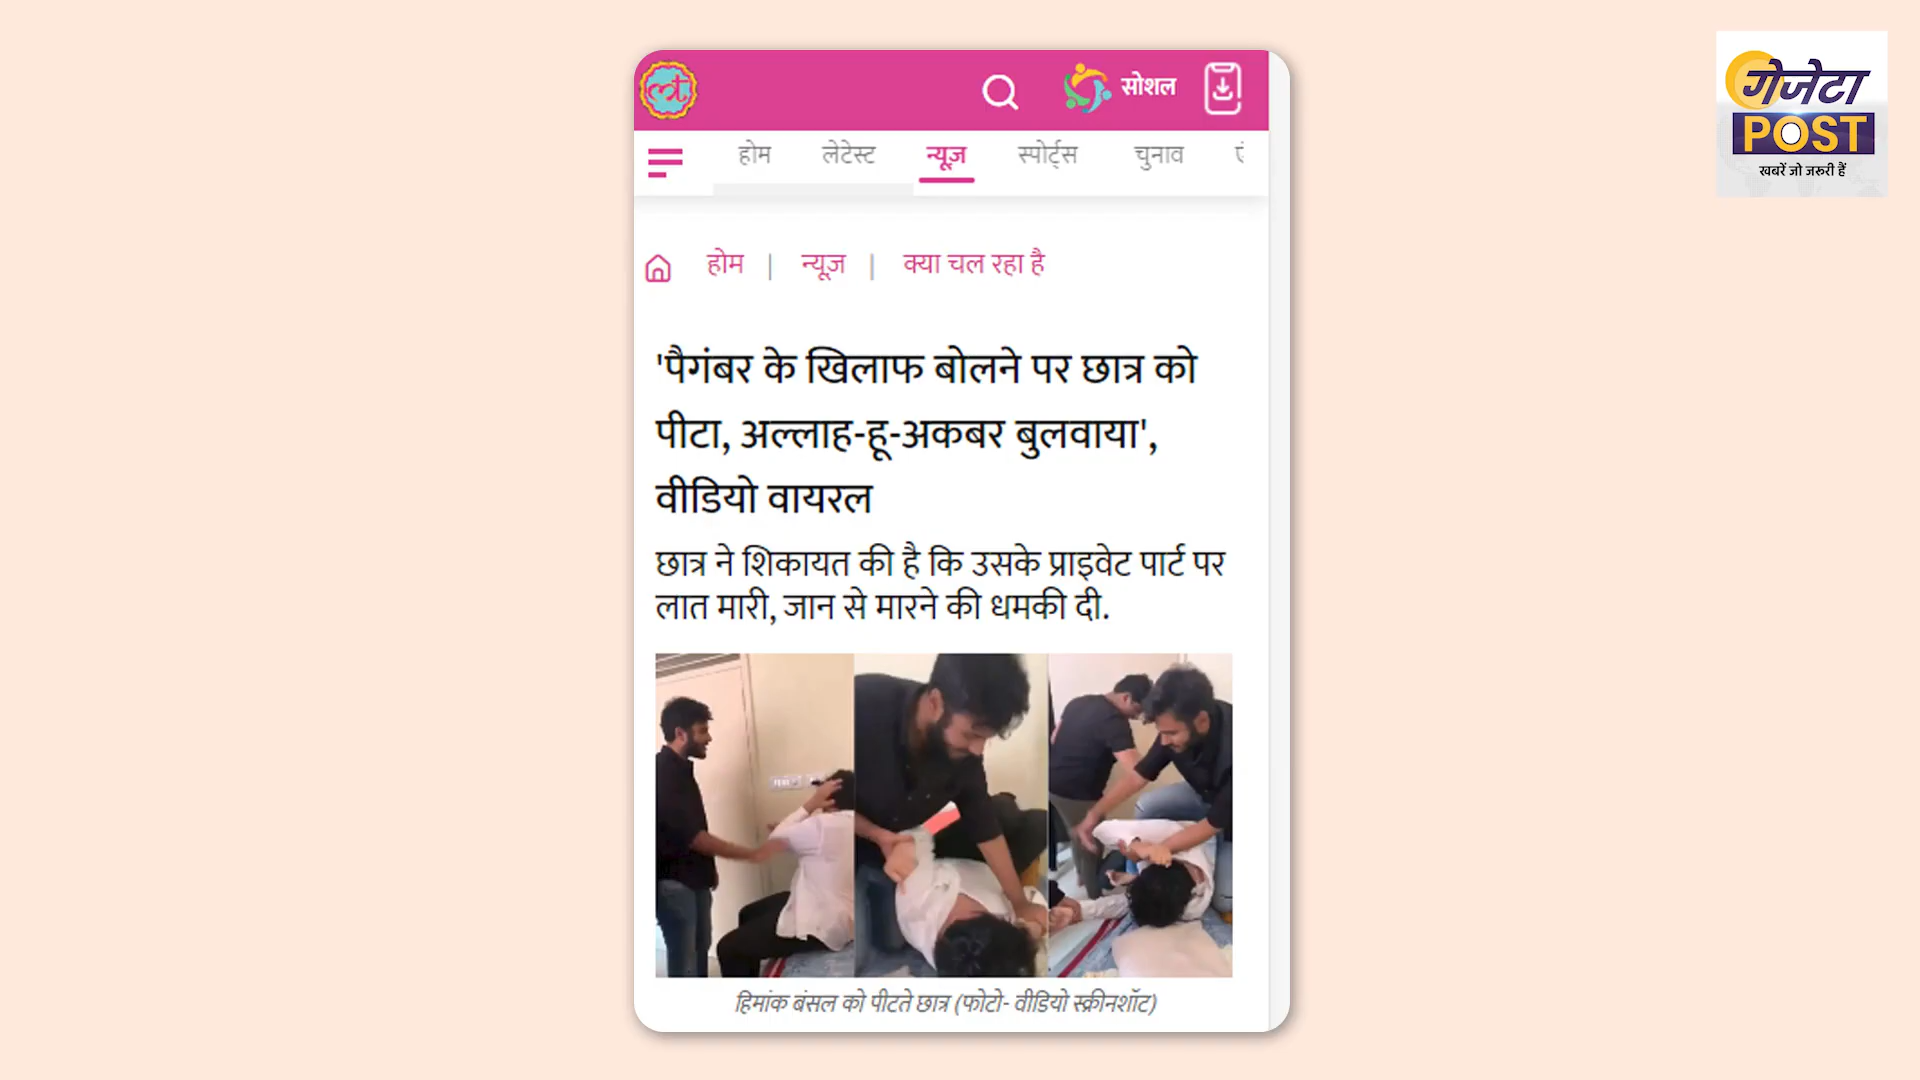 सोशल
गेजेटा
POST
खबरें जो जरूरी हैं
होम लेटेस्ट न्यूज़ स्पोर्ट्स चुनाव
होम | न्यूज़ | क्या चल रहा है
'पैगंबर के खिलाफ बोलने पर छात्र को
पीटा, अल्लाह-हू-अकबर बुलवाया',
वीडियो वायरल
छात्र ने शिकायत की है कि उसके प्राइवेट पार्ट पर
लात मारी, जान से मारने की धमकी दी.
हिमांक बंसल को पीटते छात्र (फोटो- वीडियो स्क्रीनशॉट)